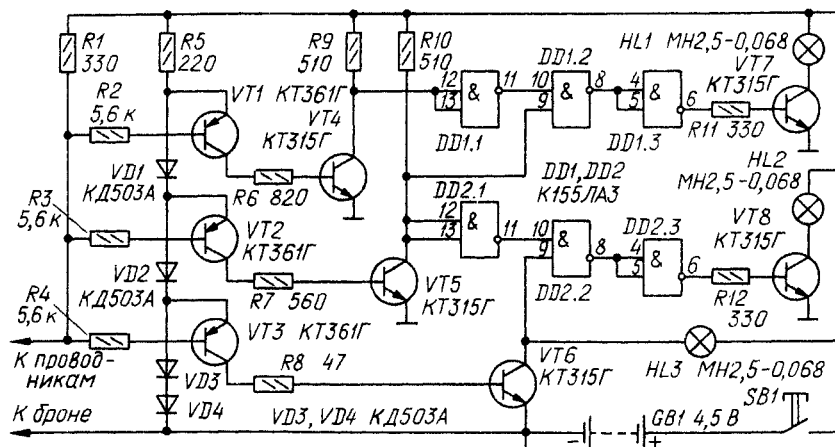 R1
330
R5
220
R9
510
R10
510
R2
5,6 к
VT1 КТ361Г
КТ315Г
VT4
12
13
&
11
DD1.1
DD1.2
10
9
&
8
4
5
&
6
DD1.3
HL1 МН2,5-0,068
VT7
КТ315Г
R11 330
HL2
МН2,5-0,068
VD1
КД503А
R6 820
R3
5,6 к
VT2
КТ361Г
DD1, DD2
К155ЛА3
DD2.1
12
13
&
11
10
9
&
8
DD2.2
DD2.3
4
5
&
6
VT8
КТ315Г
R12
330
VD2
КД503А
R7 560
VT5
КТ315Г
R4
5,6к
VT3 КТ361Г
К провод-
никам
VD3
VD4
R8 47
VT6
КТ315Г
HL3 МН2,5-0,068
SB1
К броне
VD3, VD4 КД503А
–
+
GB1 4,5 В